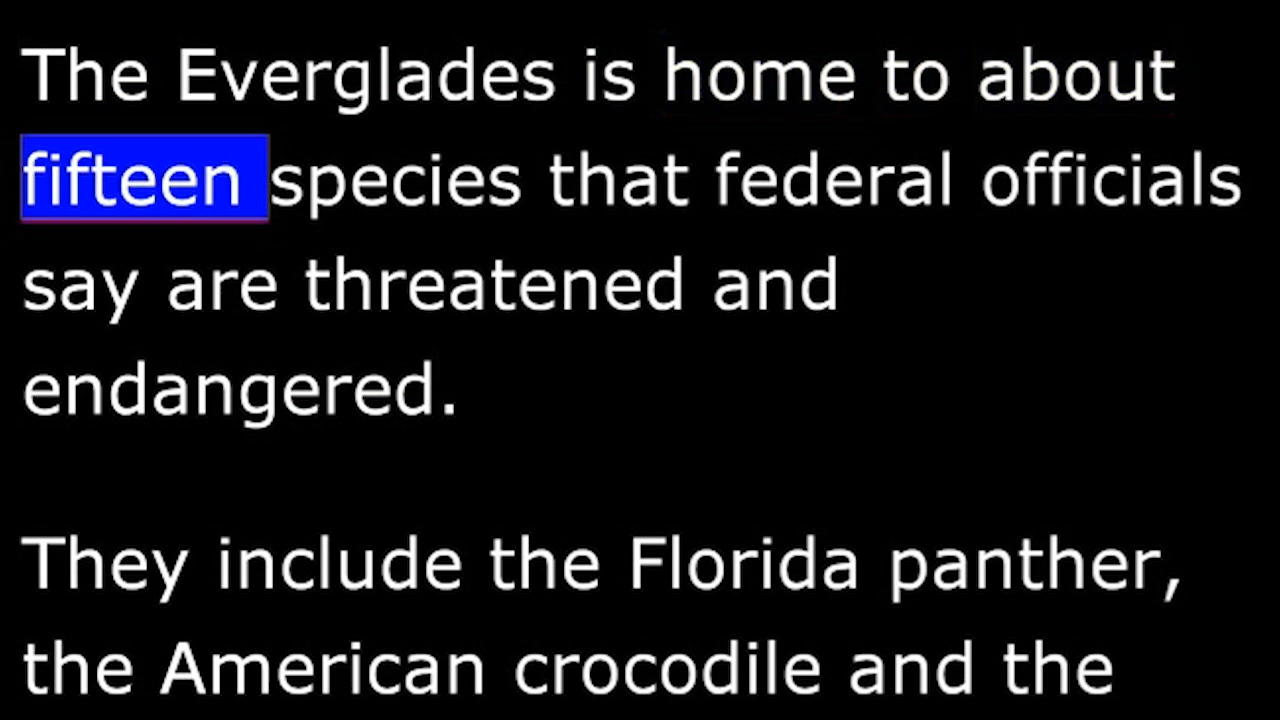 The Everglades is home to about
fifteen species that federal officials
say are threatened and
endangered.
They include the Florida panther,
the American crocodile and the